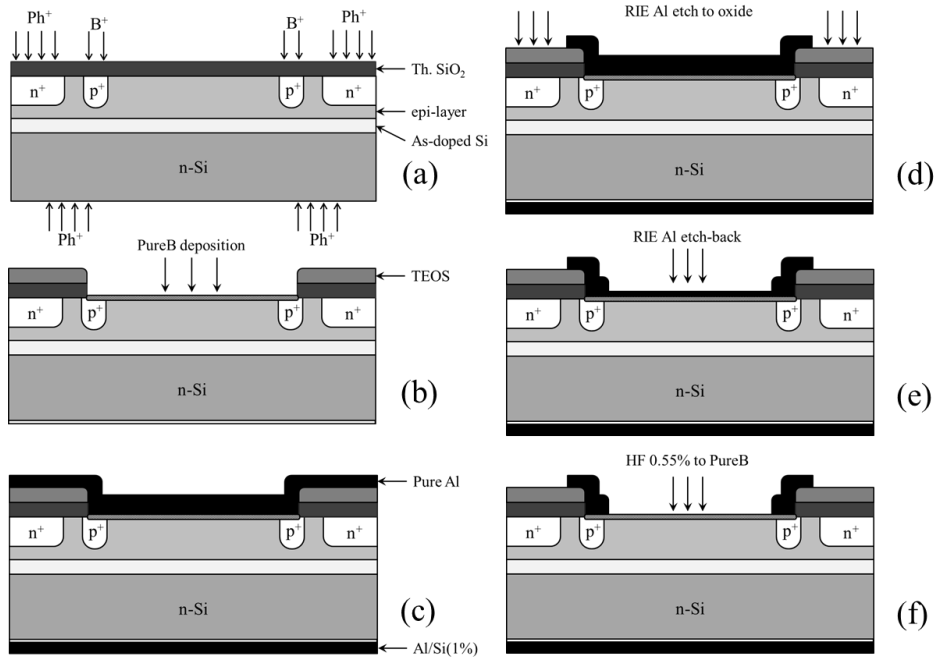 Ph⁺ B⁺ B⁺ Ph⁺
Th. SiO₂
n⁺ p⁺ p⁺ n⁺
epi-layer
As-doped Si
n-Si
(a)
Ph⁺ Ph⁺
PureB deposition
TEOS
n⁺ p⁺ p⁺ n⁺
n-Si
(b)
Pure Al
n⁺ p⁺ p⁺ n⁺
n-Si
(c)
Al/Si(1%)
RIE Al etch to oxide
n⁺ p⁺ p⁺ n⁺
n-Si
(d)
RIE Al etch-back
n⁺ p⁺ p⁺ n⁺
n-Si
(e)
HF 0.55% to PureB
n⁺ p⁺ p⁺ n⁺
n-Si
(f)